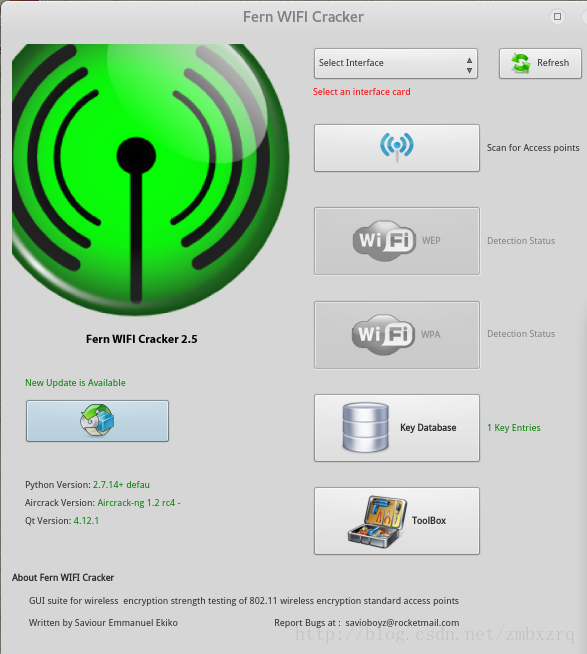 Fern WIFI Cracker
Select Interface
Refresh
Select an interface card
Scan for Access points
WiFi WEP
Detection Status
Fern WIFI Cracker 2.5
WiFi WPA
Detection Status
New Update is Available
Key Database
1 Key Entries
Python Version: 2.7.14+ defau
Aircrack Version: Aircrack-ng 1.2 rc4 -
Qt Version: 4.12.1
ToolBox
About Fern WIFI Cracker
GUI suite for wireless encryption strength testing of 802.11 wireless encryption standard access points
Written by Saviour Emmanuel Ekiko
Report Bugs at : savioboyz@rocketmail.com
http://blog.csdn.net/zmbxzrq